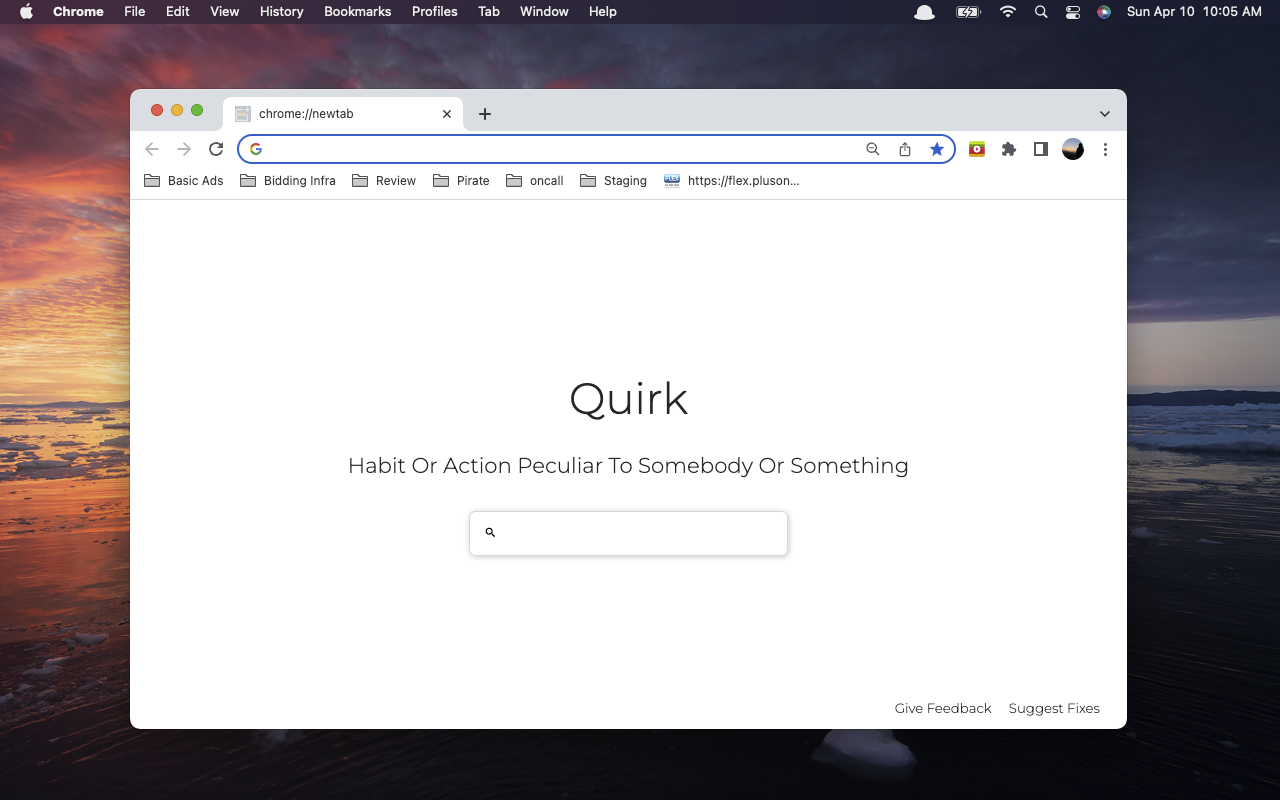 Chrome File Edit View History Bookmarks Profiles Tab Window Help Sun Apr 10 10:05 AM
chrome://newtab
Basic Ads Bidding Infra Review Pirate oncall Staging https://flex.pluson...
Quirk
Habit Or Action Peculiar To Somebody Or Something
Give Feedback Suggest Fixes